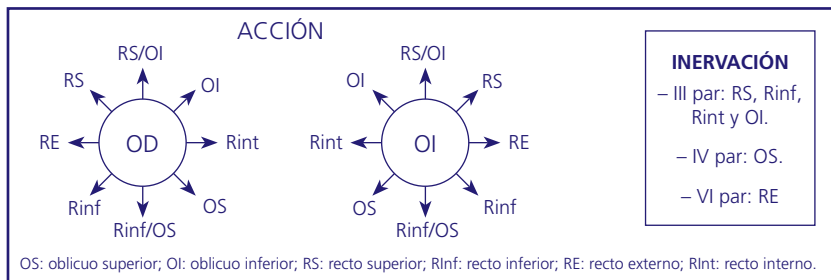 ACCIÓN
RS/OI
RS
OI
RE
OD
Rint
Rinf
OS
Rinf/OS
RS/OI
OI
RS
Rint
OI
RE
OS
Rinf
Rinf/OS
INERVACIÓN
– III par: RS, Rinf,
Rint y OI.
– IV par: OS.
– VI par: RE
OS: oblicuo superior; OI: oblicuo inferior; RS: recto superior; RInf: recto inferior; RE: recto externo; RInt: recto interno.